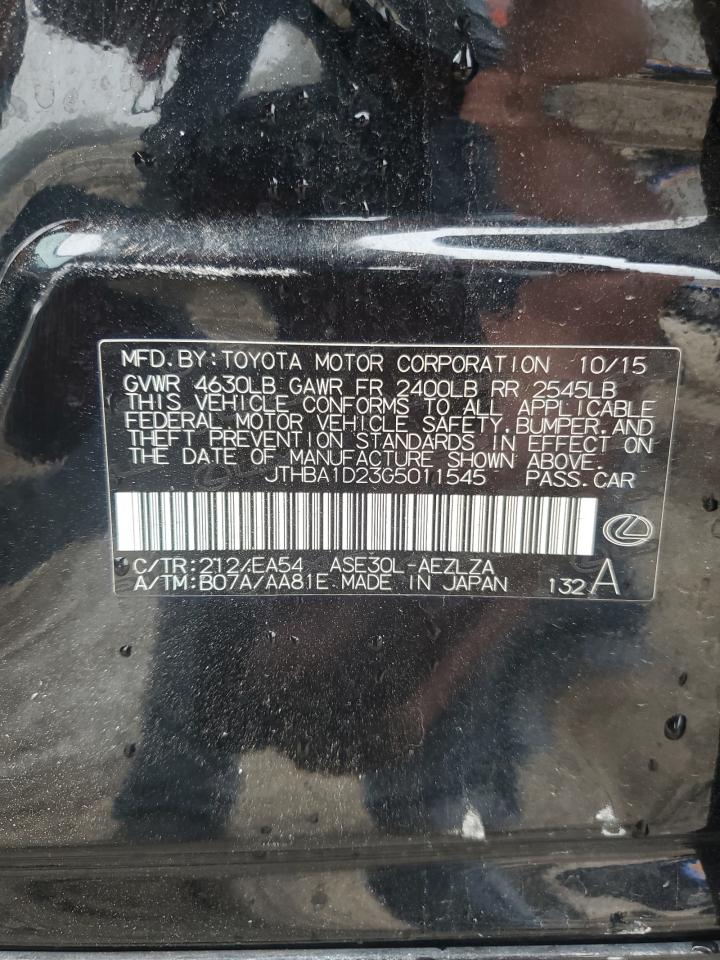 MFD.BY:TOYOTA MOTOR CORPORATION 10/15
GVWR 4630LB GAWR FR 2400LB RR 2545LB
THIS VEHICLE CONFORMS TO ALL APPLICABLE
FEDERAL MOTOR VEHICLE SAFETY,BUMPER,AND
THEFT PREVENTION STANDARDS IN EFFECT ON
THE DATE OF MANUFACTURE SHOWN ABOVE.
JTHBA1D23G5011545 PASS.CAR
C/TR:212/EA54 ASE30L-AEZLZA
A/TM:B07A/AA81E MADE IN JAPAN 132 A